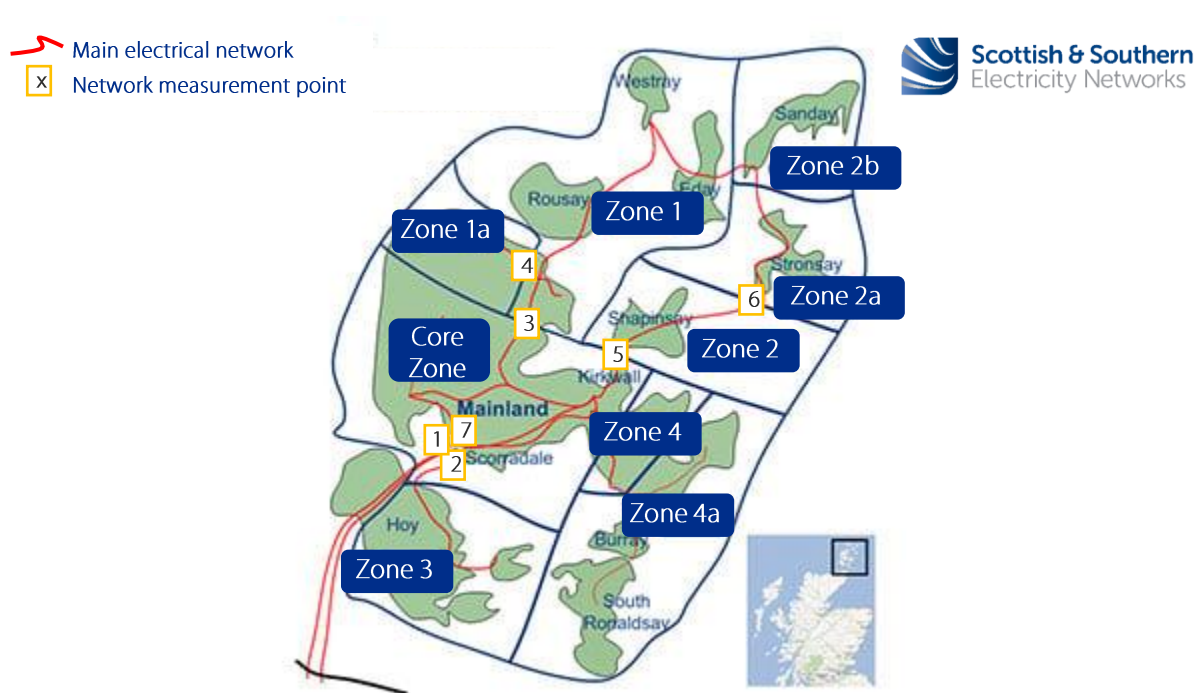 Main electrical network
x
Network measurement point
Scottish & Southern
Electricity Networks
Westray
Sanday
Zone 2b
Eday
Rousay
Zone 1
Zone 1a
4
Stronsay
6
Zone 2a
3
Shapinsay
Core
Zone
5
Zone 2
Kirkwall
Mainland
1
7
Zone 4
2
Scorradale
Zone 4a
Hoy
Burray
Zone 3
South
Ronaldsay